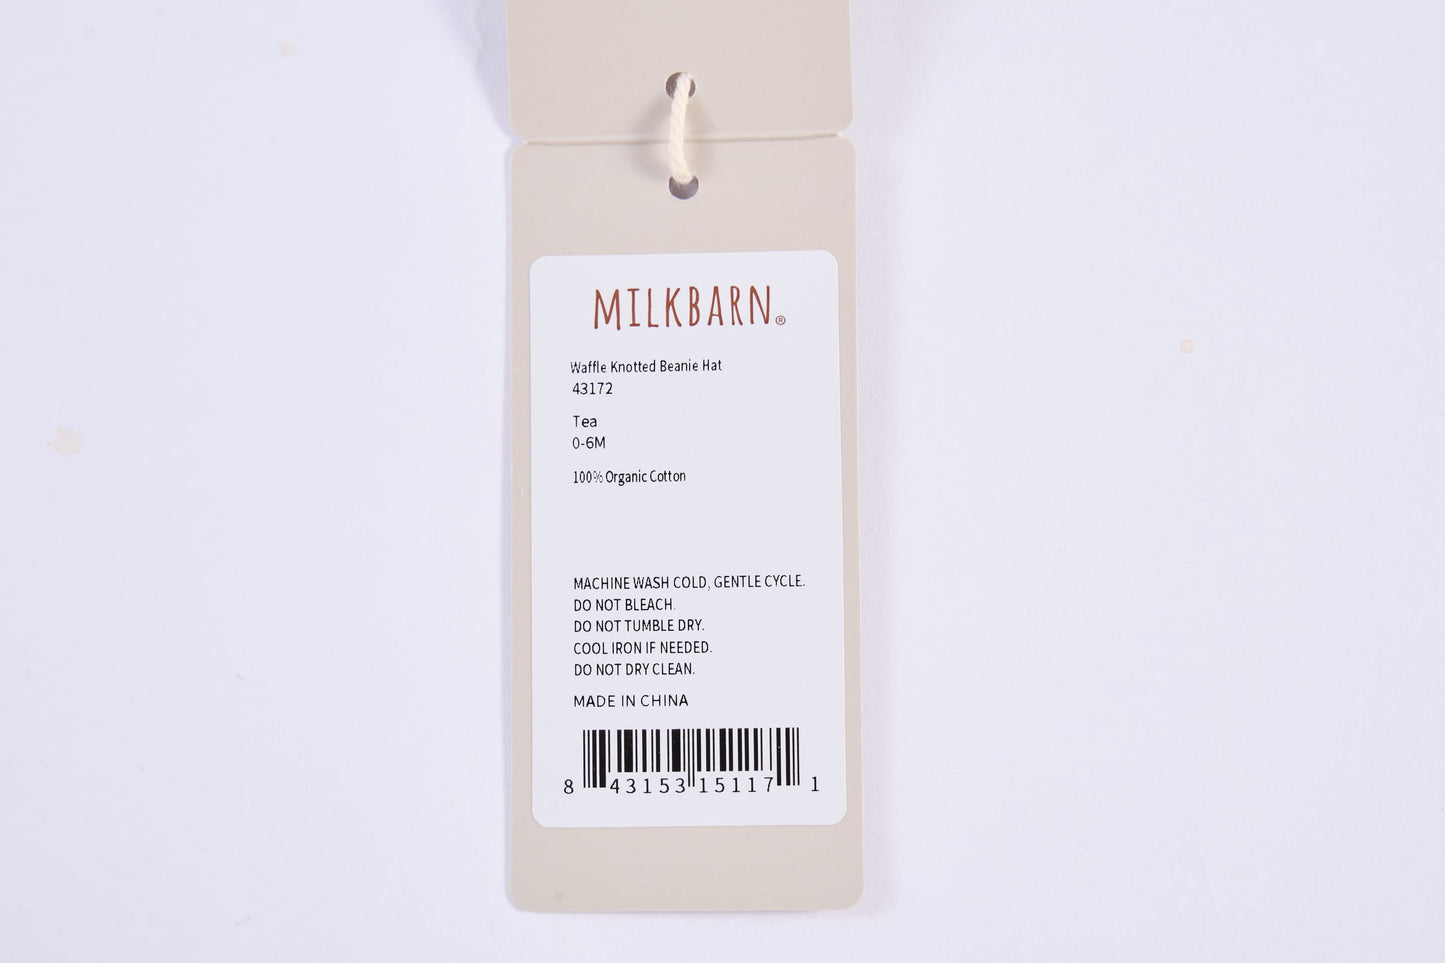 MILKBARN®
Waffle Knotted Beanie Hat
43172
Tea
0-6M
100% Organic Cotton
MACHINE WASH COLD, GENTLE CYCLE.
DO NOT BLEACH.
DO NOT TUMBLE DRY.
COOL IRON IF NEEDED.
DO NOT DRY CLEAN.
MADE IN CHINA
8 43153 15117 1